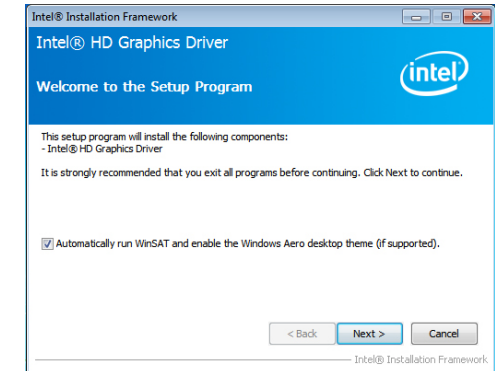 Intel® Installation Framework
Intel® HD Graphics Driver
intel
Welcome to the Setup Program
This setup program will install the following components:
- Intel® HD Graphics Driver
It is strongly recommended that you exit all programs before continuing. Click Next to continue.
Automatically run WinSAT and enable the Windows Aero desktop theme (if supported).
< Back Next > Cancel
Intel® Installation Framework